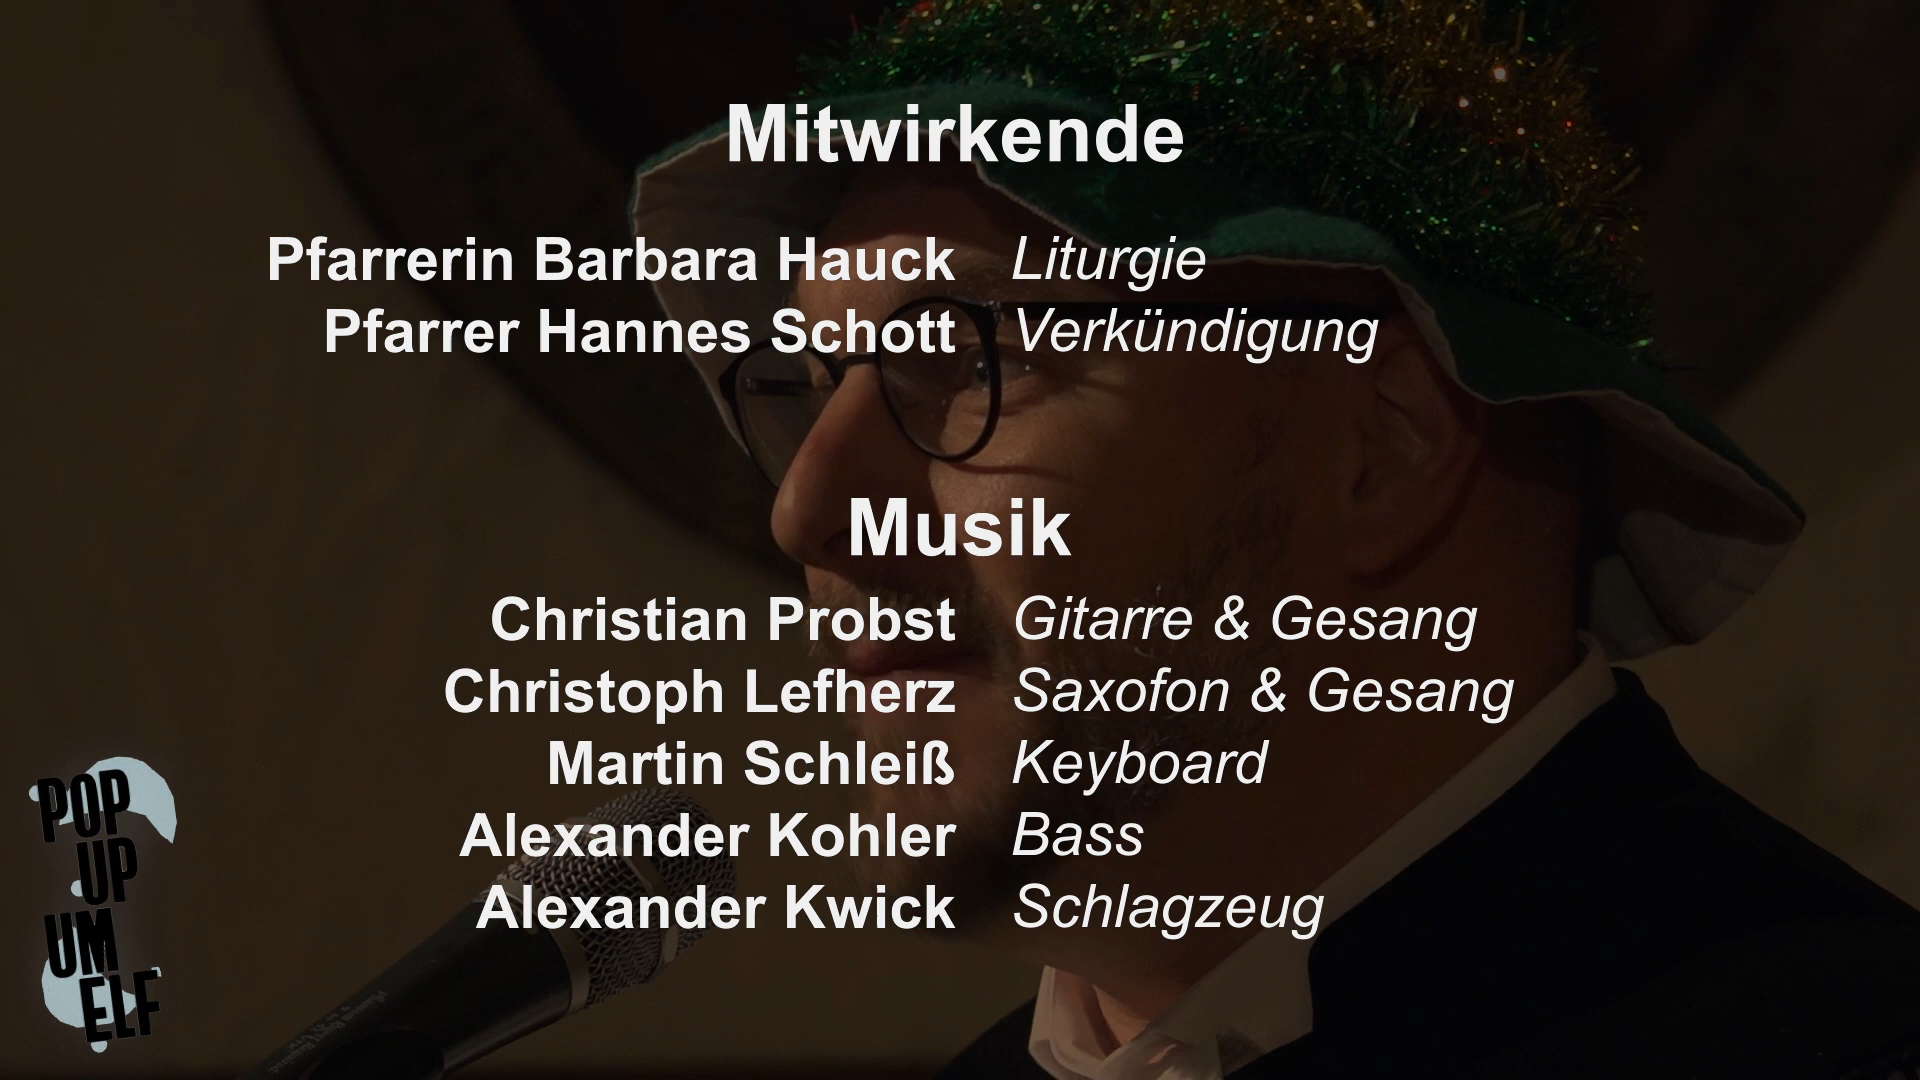 Mitwirkende
Pfarrerin Barbara Hauck Liturgie
Pfarrer Hannes Schott Verkündigung
Musik
Christian Probst Gitarre & Gesang
Christoph Lefherz Saxofon & Gesang
Martin Schleiß Keyboard
Alexander Kohler Bass
Alexander Kwick Schlagzeug
POP
UP
UM
ELF